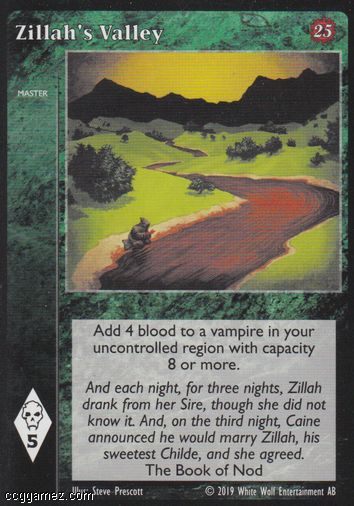 Zillah's Valley
25
MASTER
Add 4 blood to a vampire in your
uncontrolled region with capacity
8 or more.
And each night, for three nights, Zillah
drank from her Sire, though she did not
know it. And, on the third night, Caine
announced he would marry Zillah, his
sweetest Childe, and she agreed.
The Book of Nod
5
Illus: Steve Prescott
© 2019 White Wolf Entertainment AB
ccggamez.com